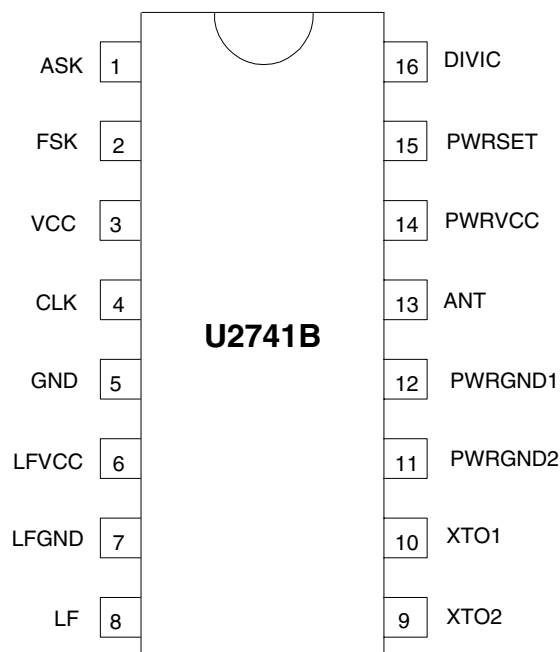 ASK 1 16 DIVIC
FSK 2 15 PWRSET
VCC 3 14 PWRVCC
CLK 4 13 ANT
U2741B
GND 5 12 PWRGND1
LFVCC 6 11 PWRGND2
LFGND 7 10 XTO1
LF 8 9 XTO2